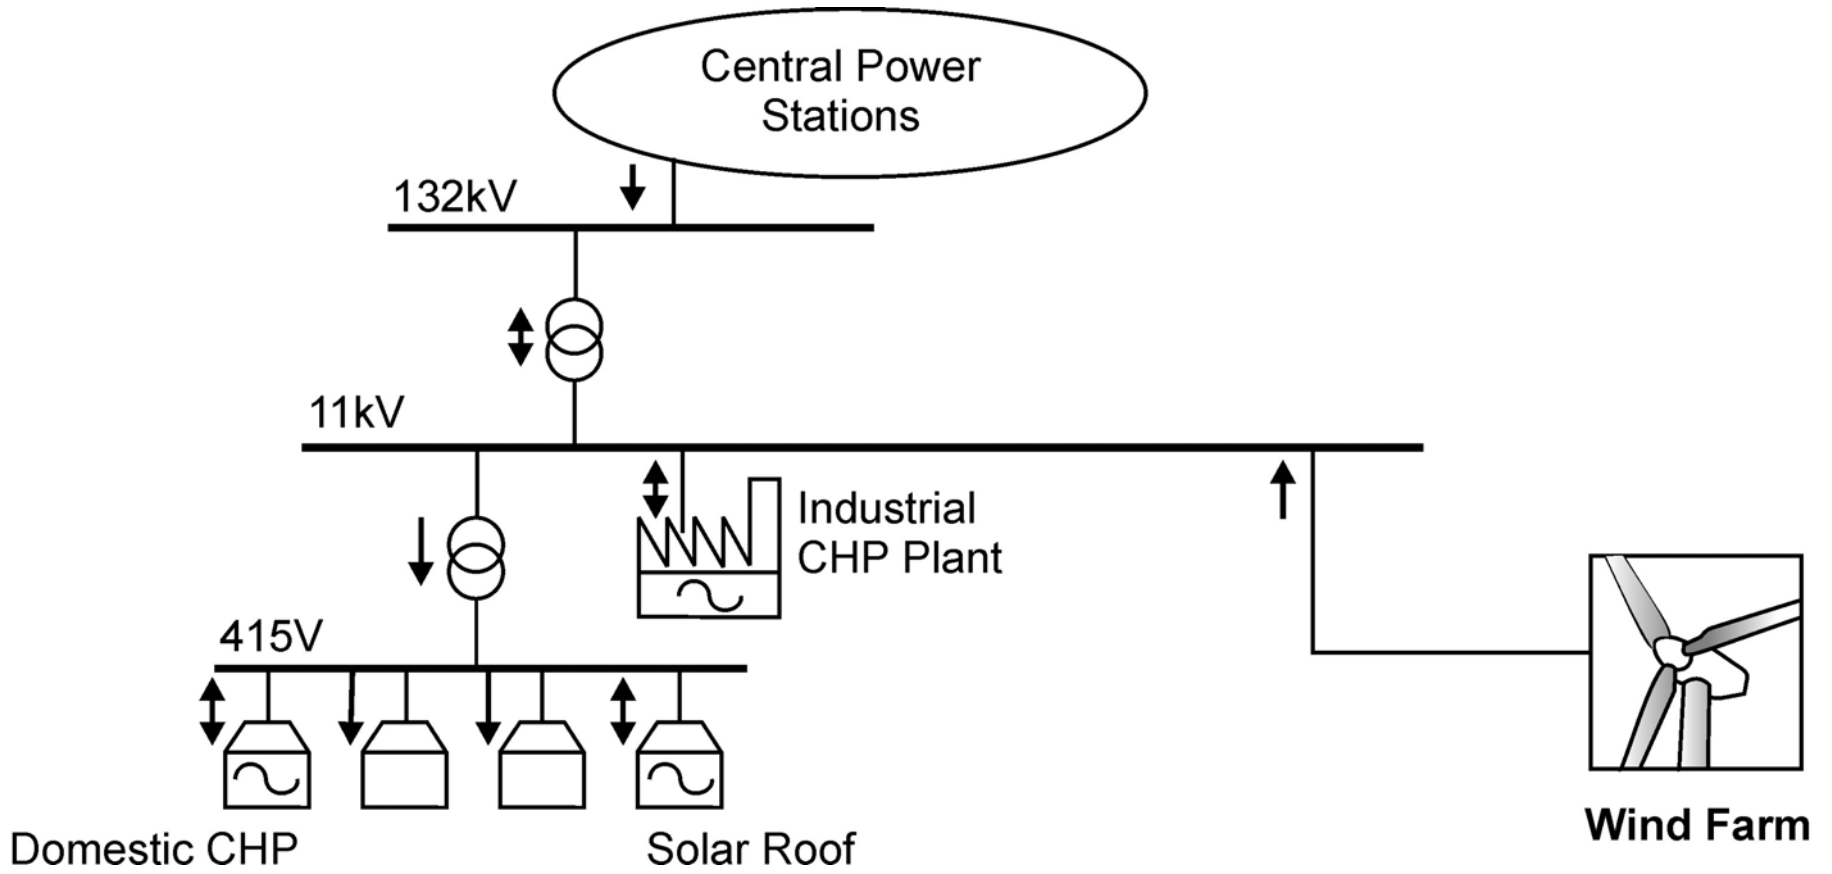 Central Power
Stations
132kV
11kV
Industrial
CHP Plant
415V
Domestic CHP
Solar Roof
Wind Farm